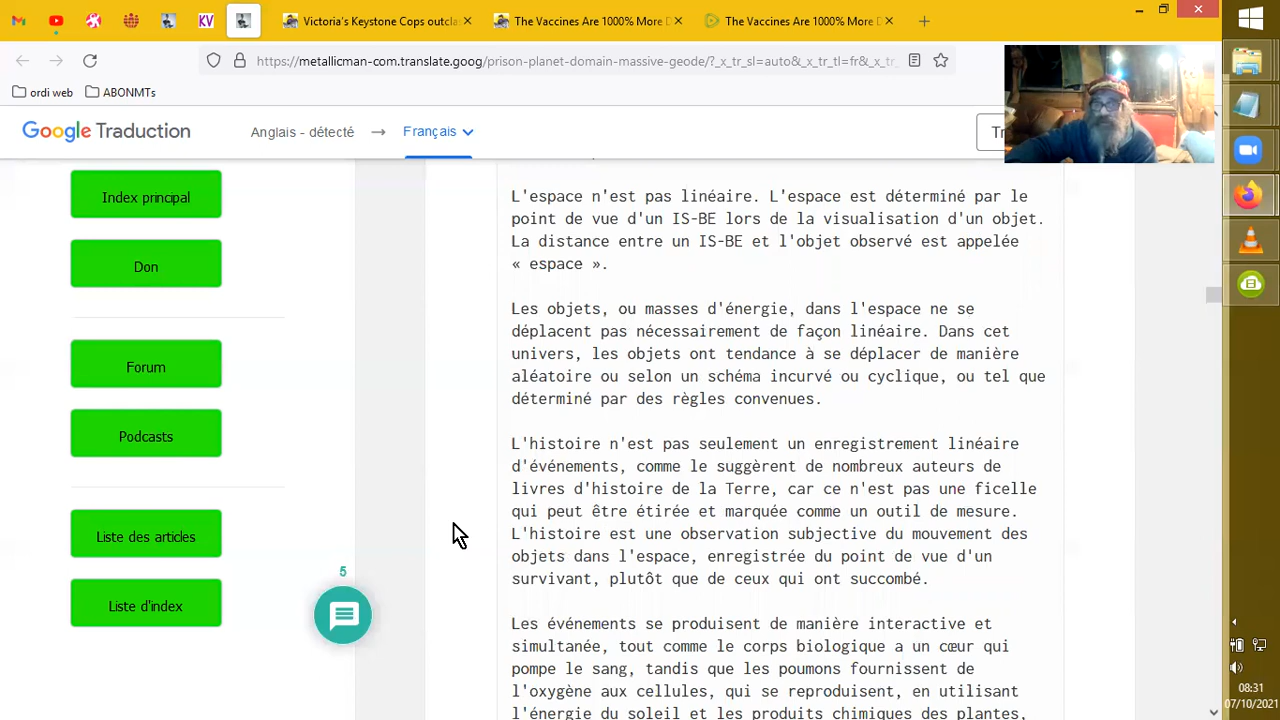 KV
Victoria's Keystone Cops outcla
The Vaccines Are 1000% More D
The Vaccines Are 1000% More D
https://metallicman-com.translate.goog/prison-planet-domain-massive-geode/?_x_tr_sl=auto&_x_tr_tl=fr&_x_
ordi web
ABONMTs
Google Traduction
Anglais - détecté
Français
Tr
Index principal
Don
Forum
Podcasts
Liste des articles
Liste d'index
5
L'espace n'est pas linéaire. L'espace est déterminé par le
point de vue d'un IS-BE lors de la visualisation d'un objet.
La distance entre un IS-BE et l'objet observé est appelée
« espace ».
Les objets, ou masses d'énergie, dans l'espace ne se
déplacent pas nécessairement de façon linéaire. Dans cet
univers, les objets ont tendance à se déplacer de manière
aléatoire ou selon un schéma incurvé ou cyclique, ou tel que
déterminé par des règles convenues.
L'histoire n'est pas seulement un enregistrement linéaire
d'événements, comme le suggèrent de nombreux auteurs de
livres d'histoire de la Terre, car ce n'est pas une ficelle
qui peut être étirée et marquée comme un outil de mesure.
L'histoire est une observation subjective du mouvement des
objets dans l'espace, enregistrée du point de vue d'un
survivant, plutôt que de ceux qui ont succombé.
Les événements se produisent de manière interactive et
simultanée, tout comme le corps biologique a un cœur qui
pompe le sang, tandis que les poumons fournissent de
l'oxygène aux cellules, qui se reproduisent, en utilisant
l'énergie du soleil et les produits chimiques des plantes,
08:31
07/10/2021